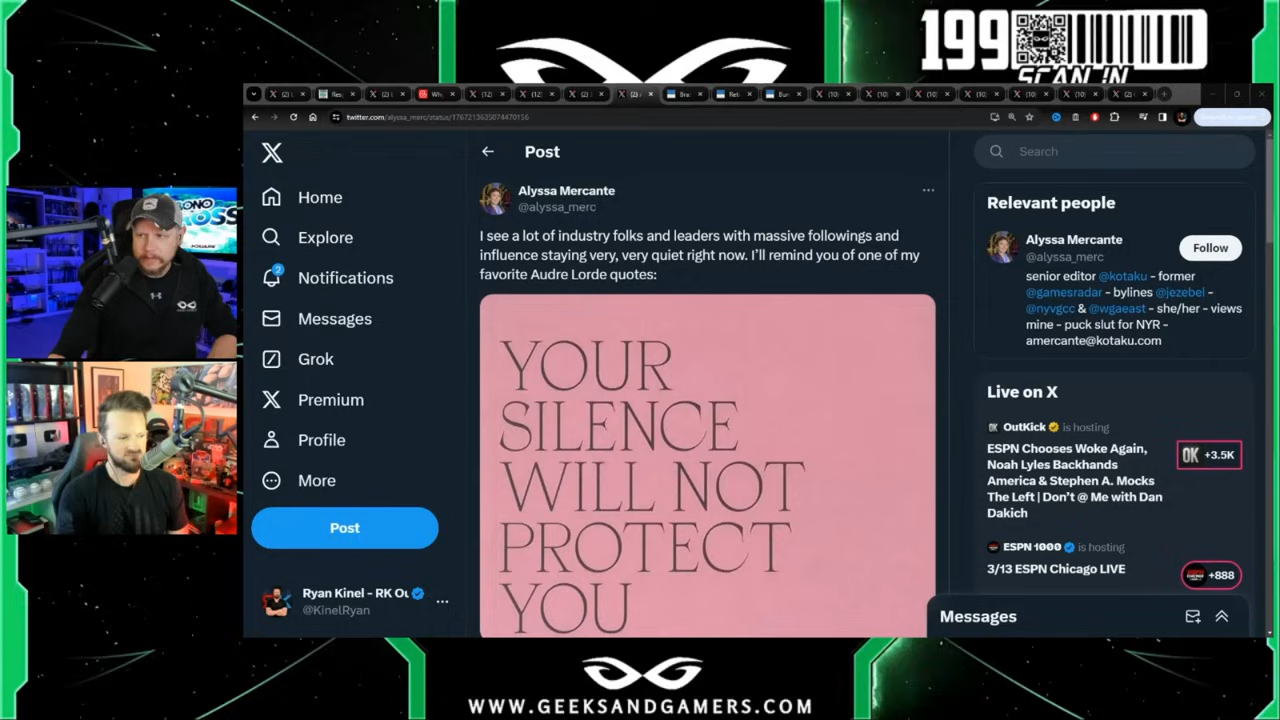 199
SCAN IN
twitter.com/alyssa_merc/status/1767213635074470156
Home
Explore
2
Notifications
Messages
Grok
Premium
Profile
More
Post
Ryan Kinel - RK Ou
@KinelRyan
Post
Alyssa Mercante
@alyssa_merc
I see a lot of industry folks and leaders with massive followings and
influence staying very, very quiet right now. I'll remind you of one of my
favorite Audre Lorde quotes:
YOUR
SILENCE
WILL NOT
PROTECT
YOU
Search
Relevant people
Alyssa Mercante
@alyssa_merc
Follow
senior editor @kotaku - former
@gamesradar - bylines @jezebel -
@nyvgcc & @wgaeast - she/her - views
mine - puck slut for NYR -
amercante@kotaku.com
Live on X
OutKick is hosting
ESPN Chooses Woke Again,
Noah Lyles Backhands
America & Stephen A. Mocks
The Left | Don't @ Me with Dan
Dakich
OK +3.5K
ESPN 1000 is hosting
3/13 ESPN Chicago LIVE
+888
Messages
WWW.GEEKSANDGAMERS.COM